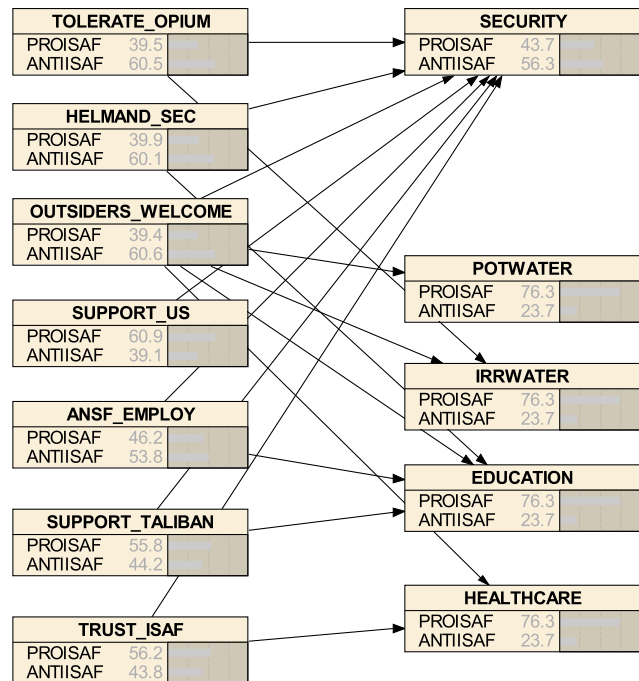 TOLERATE_OPIUM
PROISAF 39.5
ANTIISAF 60.5
HELMAND_SEC
PROISAF 39.9
ANTIISAF 60.1
OUTSIDERS_WELCOME
PROISAF 39.4
ANTIISAF 60.6
SUPPORT_US
PROISAF 60.9
ANTIISAF 39.1
ANSF_EMPLOY
PROISAF 46.2
ANTIISAF 53.8
SUPPORT_TALIBAN
PROISAF 55.8
ANTIISAF 44.2
TRUST_ISAF
PROISAF 56.2
ANTIISAF 43.8
SECURITY
PROISAF 43.7
ANTIISAF 56.3
POTWATER
PROISAF 76.3
ANTIISAF 23.7
IRRWATER
PROISAF 76.3
ANTIISAF 23.7
EDUCATION
PROISAF 76.3
ANTIISAF 23.7
HEALTHCARE
PROISAF 76.3
ANTIISAF 23.7